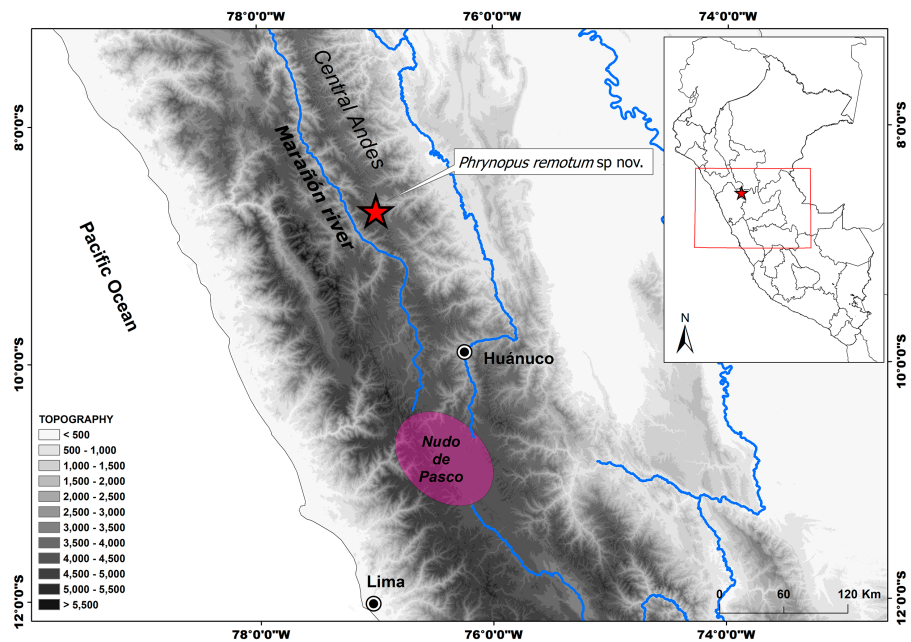 78°0'0"W 76°0'0"W 74°0'0"W
8°0'0"S
8°0'0"S
Central Andes
Marañón river
Phrynopus remotum sp nov.
Pacific Ocean
N
10°0'0"S
10°0'0"S
Huánuco
Nudo
de
Pasco
TOPOGRAPHY
< 500
500 - 1,000
1,000 - 1,500
1,500 - 2,000
2,000 - 2,500
2,500 - 3,000
3,000 - 3,500
3,500 - 4,000
4,000 - 4,500
4,500 - 5,000
5,000 - 5,500
> 5,500
Lima
0 60 120 Km
12°0'0"S
12°0'0"S
78°0'0"W 76°0'0"W 74°0'0"W